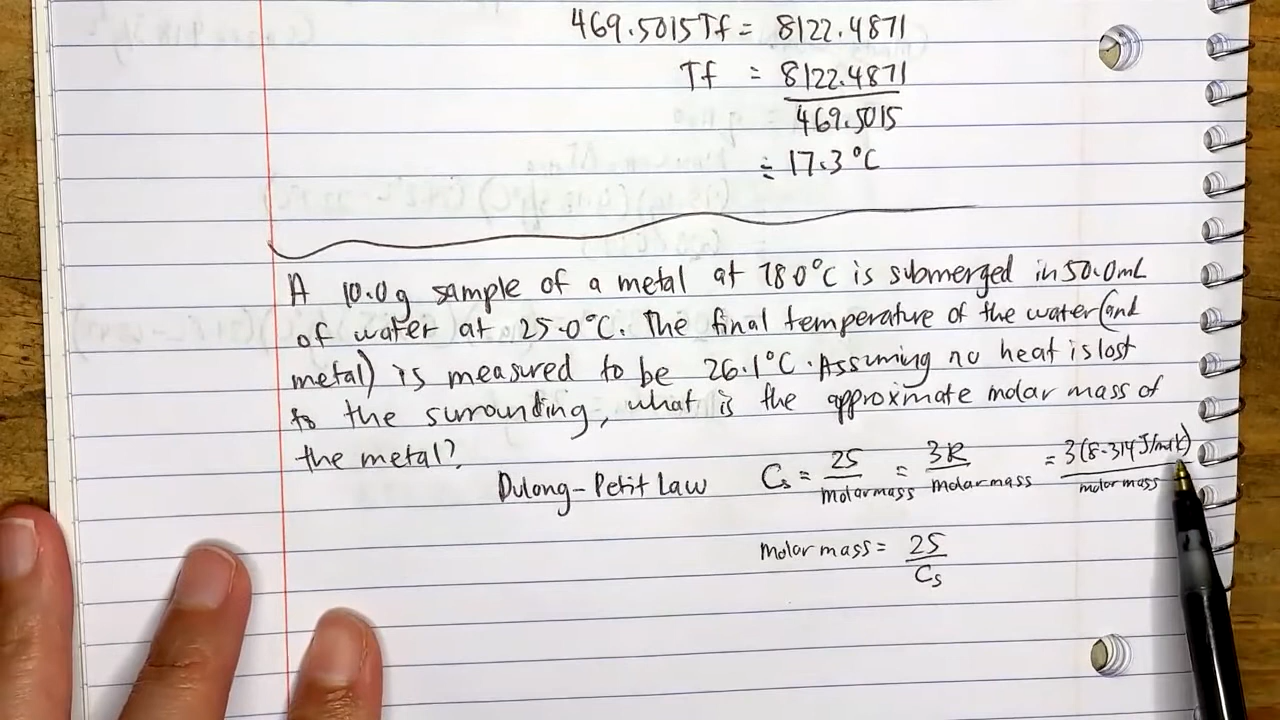 469.5015Tf = 8122.4871
Tf = 8122.4871
469.5015
= 17.3°C
A 10.0g sample of a metal at 78.0°C is submerged in 50.0mL
of water at 25.0°C. The final temperature of the water (and
metal) is measured to be 26.1°C. Assuming no heat is lost
to the surrounding, what is the approximate molar mass of
the metal?
Dulong-Petit Law Cs = 25/molar mass = 3R/molar mass = 3(8.314 J/molK)/molar mass
molar mass = 25/Cs